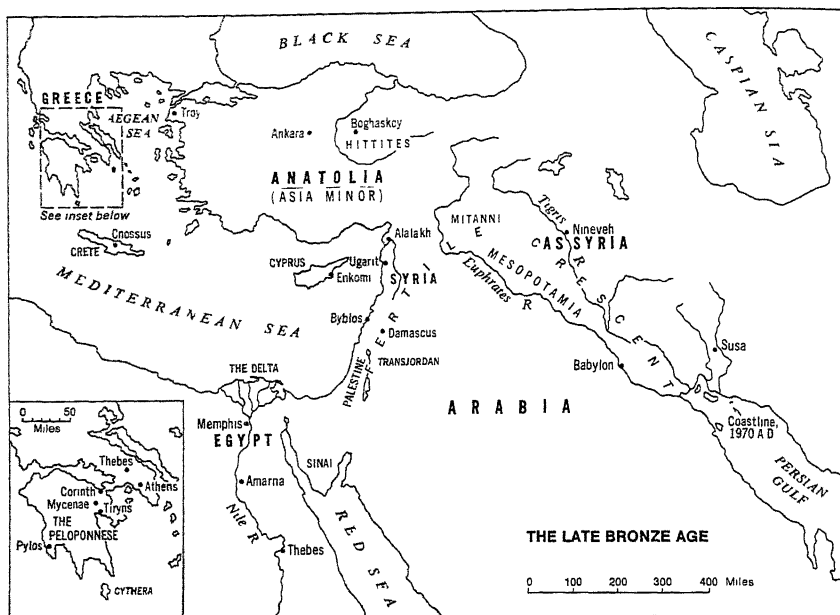 BLACK SEA
CASPIAN SEA
GREECE
AEGEAN
SEA
Troy
Ankara
Boghaskoy
HITTITES
ANATOLIA
(ASIA MINOR)
See inset below
Cnossus
CRETE
MEDITERRANEAN SEA
CYPRUS
Enkomi
Alalakh
Ugarit
SYRIA
Byblos
Damascus
PALESTINE
TRANSJORDAN
FERTILE CRESCENT
MITANNI
Tigris R
Nineveh
ASSYRIA
MESOPOTAMIA
Euphrates R
Babylon
Susa
ARABIA
Coastline,
1970 A D
PERSIAN
GULF
THE DELTA
Memphis
EGYPT
SINAI
Amarna
Nile R
Thebes
RED SEA
0 50
Miles
Thebes
Athens
Corinth
Mycenae
Tiryns
THE
PELOPONNESE
Pylos
CYTHERA
THE LATE BRONZE AGE
0 100 200 300 400 Miles